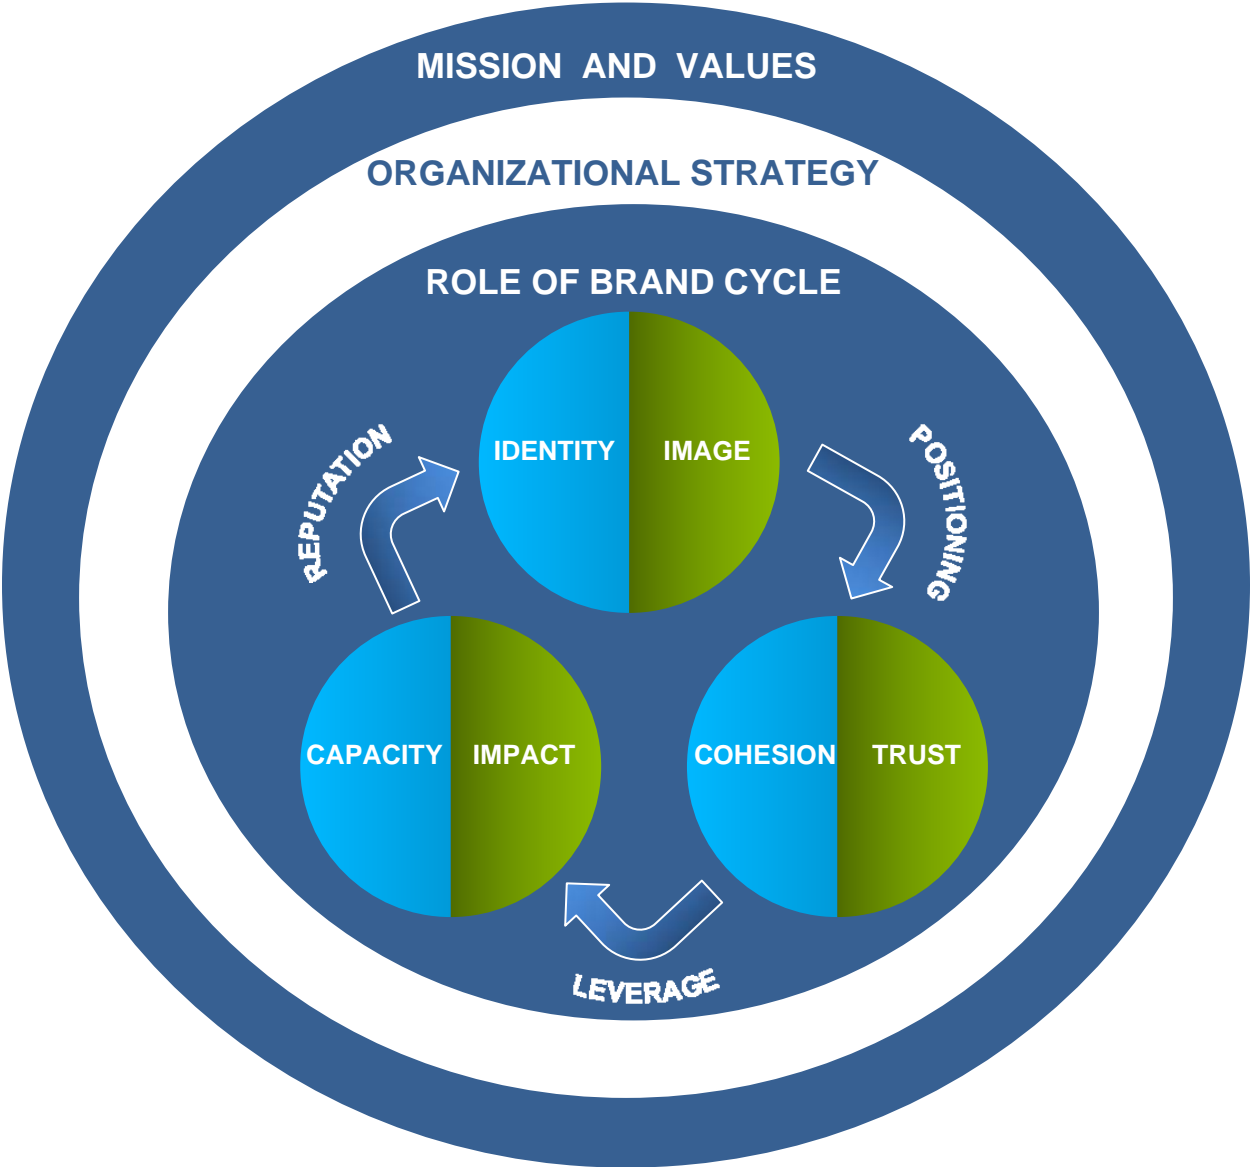 MISSION AND VALUES
ORGANIZATIONAL STRATEGY
ROLE OF BRAND CYCLE
IDENTITY
IMAGE
REPUTATION
POSITIONING
CAPACITY
IMPACT
COHESION
TRUST
LEVERAGE